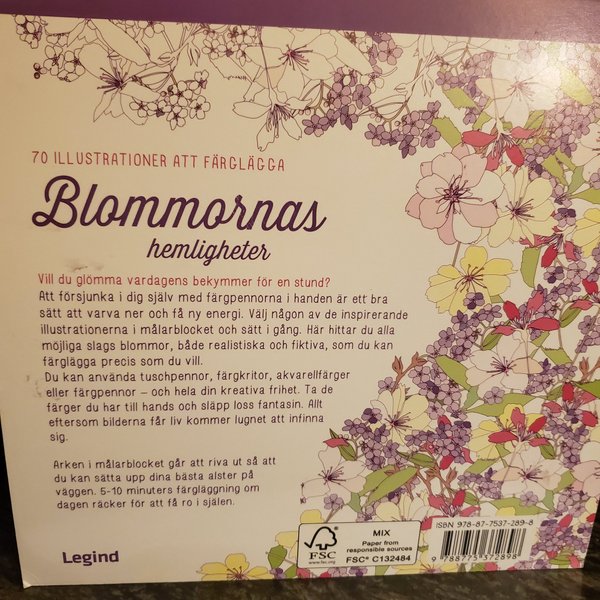 70 ILLUSTRATIONER ATT FÄRGLÄGGA
Blommornas
hemligheter
Vill du glömma vardagens bekymmer för en stund?
Att försjunka i dig själv med färgpennorna i handen är ett bra
sätt att varva ner och få ny energi. Välj någon av de inspirerande
illustrationerna i målarblocket och sätt i gång. Här hittar du alla
möjliga slags blommor, både realistiska och fiktiva, som du kan
färglägga precis som du vill.
Du kan använda tuschpennor, färgkritor, akvarellfärger
eller färgpennor – och hela din kreativa frihet. Ta de
färger du har till hands och släpp loss fantasin. Allt
eftersom bilderna får liv kommer lugnet att infinna
sig.
Arken i målarblocket går att riva ut så att
du kan sätta upp dina bästa alster på
väggen. 5-10 minuters färgläggning om
dagen räcker för att få ro i själen.
Legind
FSC
www.fsc.org
MIX
Paper from
responsible sources
FSC® C132484
ISBN 978-87-7537-289-8
9 788775 372898